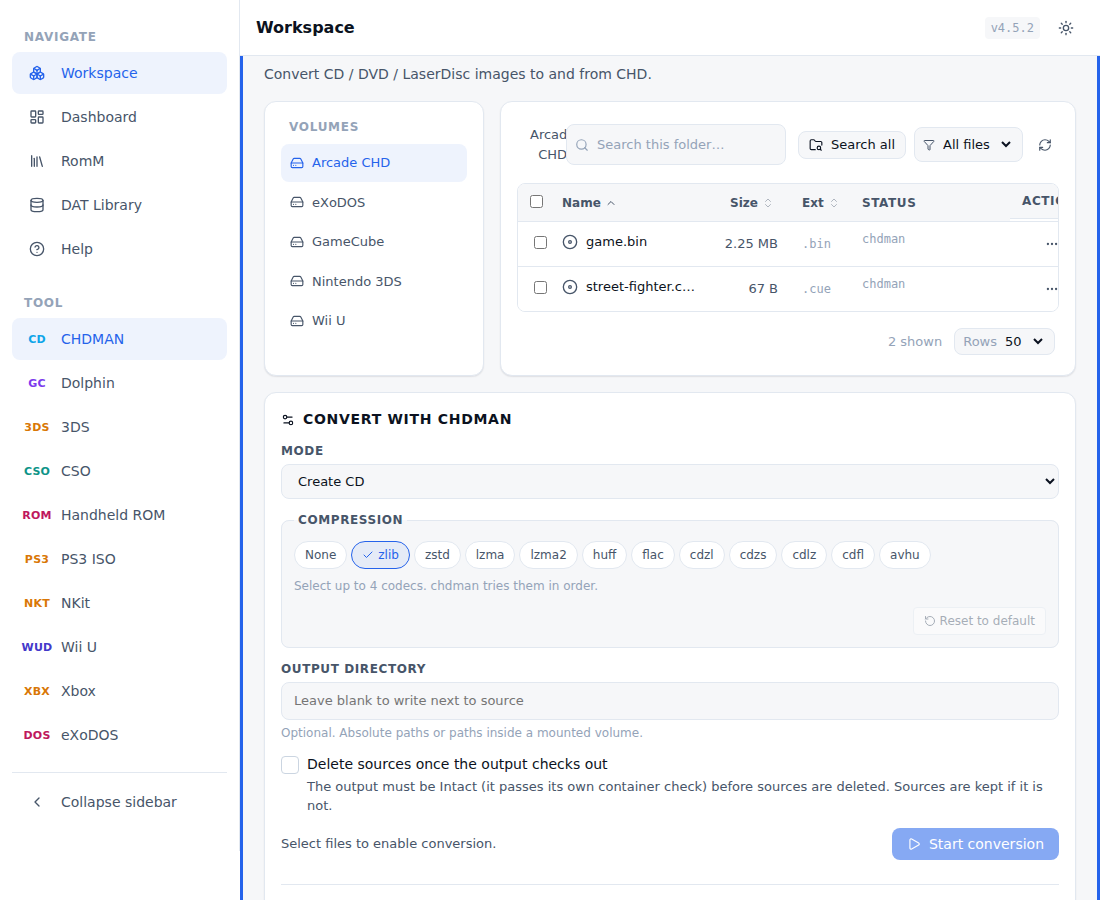 NAVIGATE
Workspace
Dashboard
RomM
DAT Library
Help
TOOL
CD CHDMAN
GC Dolphin
3DS 3DS
CSO CSO
ROM Handheld ROM
PS3 PS3 ISO
NKT NKit
WUD Wii U
XBX Xbox
DOS eXoDOS
Collapse sidebar
Workspace
v4.5.2
Convert CD / DVD / LaserDisc images to and from CHD.
VOLUMES
Arcade CHD
eXoDOS
GameCube
Nintendo 3DS
Wii U
Arcad
CHD
Search this folder...
Search all
All files
Name Size Ext STATUS ACTIO
game.bin 2.25 MB .bin chdman ...
street-fighter.c... 67 B .cue chdman ...
2 shown Rows 50
CONVERT WITH CHDMAN
MODE
Create CD
COMPRESSION
None zlib zstd lzma lzma2 huff flac cdzl cdzs cdlz cdfl avhu
Select up to 4 codecs. chdman tries them in order.
Reset to default
OUTPUT DIRECTORY
Leave blank to write next to source
Optional. Absolute paths or paths inside a mounted volume.
Delete sources once the output checks out
The output must be Intact (it passes its own container check) before sources are deleted. Sources are kept if it is
not.
Select files to enable conversion.
Start conversion